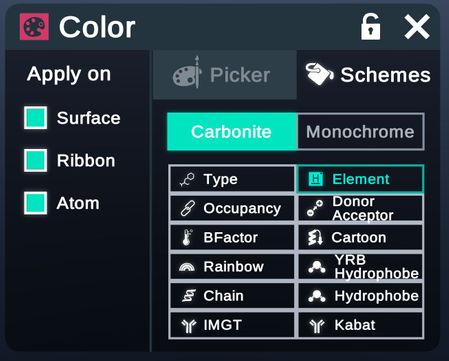 Color
Apply on
Picker
Schemes
Surface
Ribbon
Atom
Carbonite
Monochrome
Type
H Element
Occupancy
Donor
Acceptor
BFactor
Cartoon
Rainbow
YRB
Hydrophobe
Chain
Hydrophobe
IMGT
Kabat